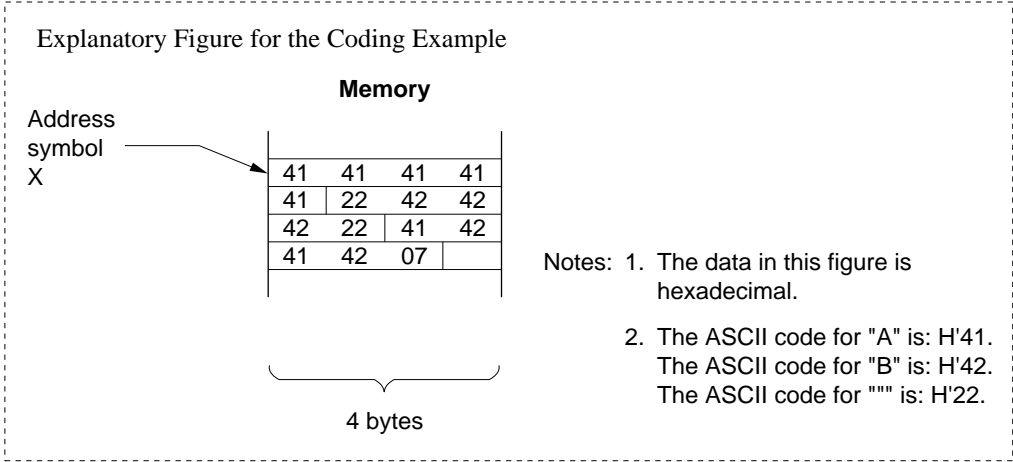 Explanatory Figure for the Coding Example
Memory
Address
symbol
X
41 41 41 41
41 22 42 42
42 22 41 42
41 42 07
4 bytes
Notes: 1. The data in this figure is
hexadecimal.
2. The ASCII code for "A" is: H'41.
The ASCII code for "B" is: H'42.
The ASCII code for """ is: H'22.